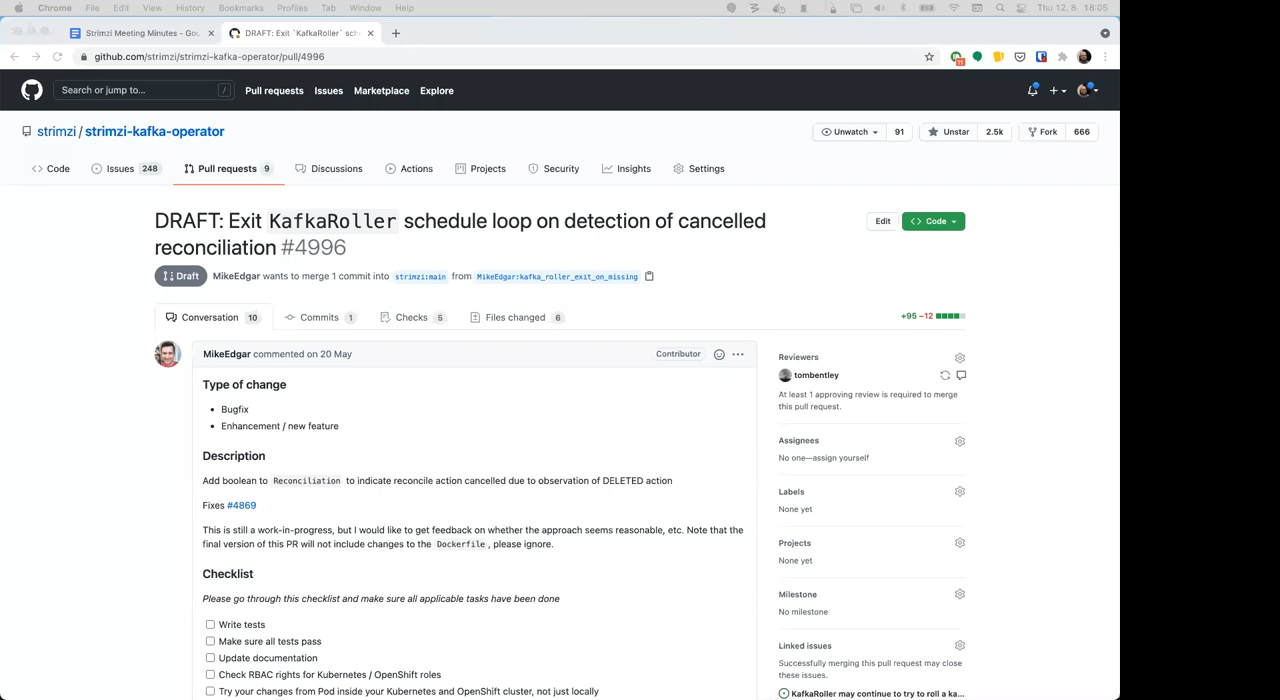 Chrome File Edit View History Bookmarks Profiles Tab Window Help Thu 12. 8. 18:05
Strimzi Meeting Minutes - Goo DRAFT: Exit `KafkaRoller` sche
github.com/strimzi/strimzi-kafka-operator/pull/4996
Search or jump to... / Pull requests Issues Marketplace Explore
strimzi / strimzi-kafka-operator Unwatch 91 Unstar 2.5k Fork 666
Code Issues 248 Pull requests 9 Discussions Actions Projects Security Insights Settings
DRAFT: Exit KafkaRoller schedule loop on detection of cancelled
reconciliation #4996
Edit Code
Draft MikeEdgar wants to merge 1 commit into strimzi:main from MikeEdgar:kafka_roller_exit_on_missing
Conversation 10 Commits 1 Checks 5 Files changed 6 +95 −12
MikeEdgar commented on 20 May Contributor
Type of change
Bugfix
Enhancement / new feature
Description
Add boolean to Reconciliation to indicate reconcile action cancelled due to observation of DELETED action
Fixes #4869
This is still a work-in-progress, but I would like to get feedback on whether the approach seems reasonable, etc. Note that the
final version of this PR will not include changes to the Dockerfile, please ignore.
Checklist
Please go through this checklist and make sure all applicable tasks have been done
Write tests
Make sure all tests pass
Update documentation
Check RBAC rights for Kubernetes / OpenShift roles
Try your changes from Pod inside your Kubernetes and OpenShift cluster, not just locally
Reviewers
tombentley
At least 1 approving review is required to merge
this pull request.
Assignees
No one—assign yourself
Labels
None yet
Projects
None yet
Milestone
No milestone
Linked issues
Successfully merging this pull request may close
these issues.
KafkaRoller may continue to try to roll a ka...